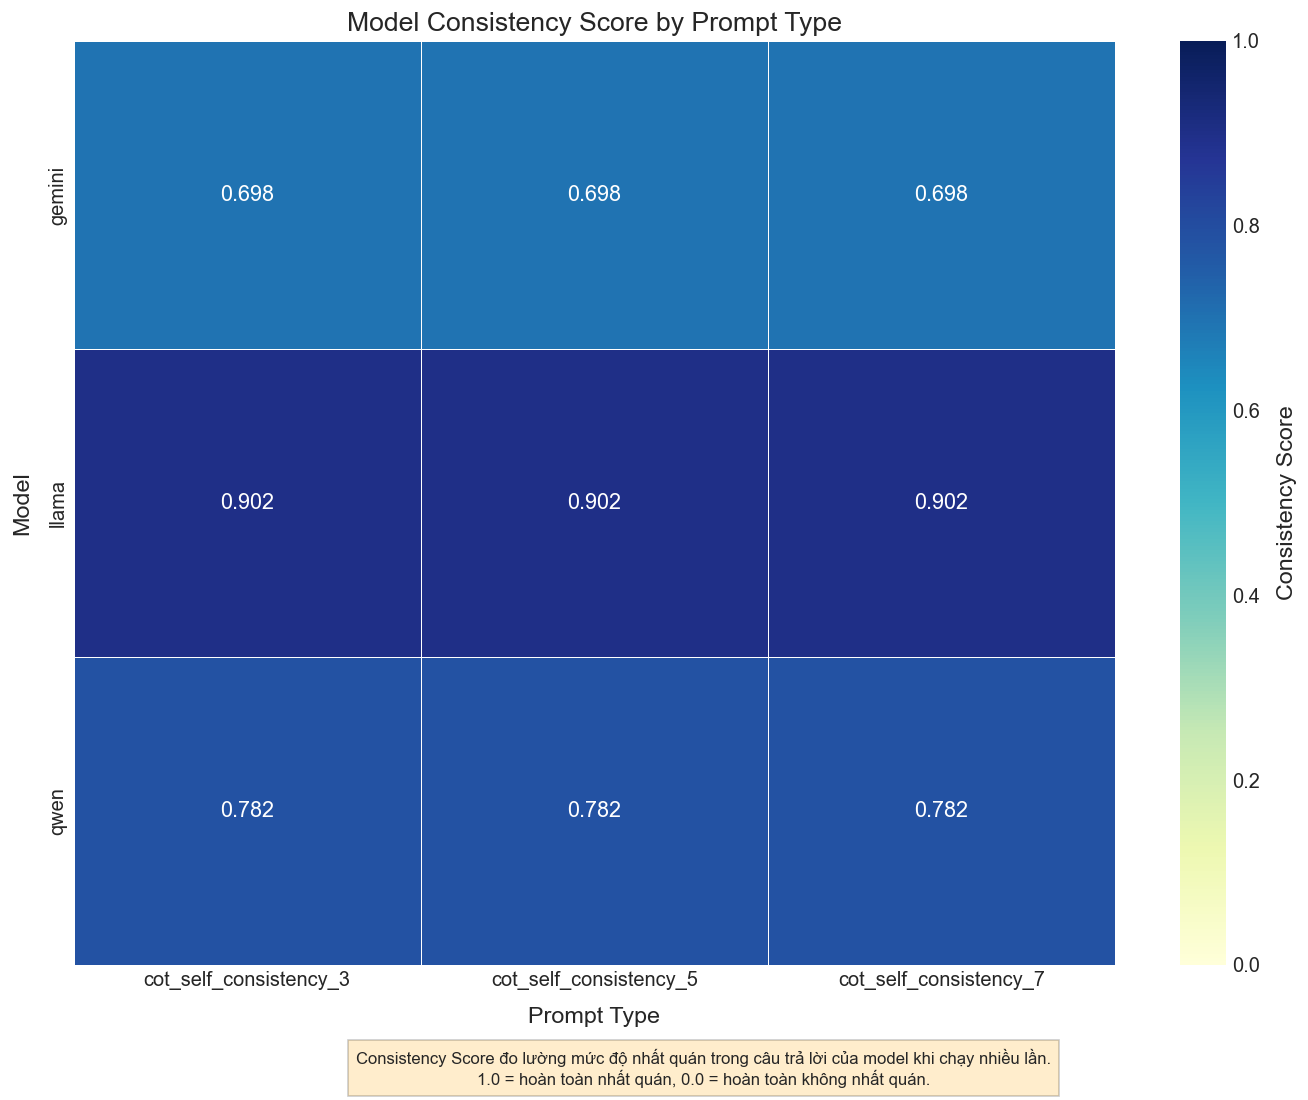 Model Consistency Score by Prompt Type
gemini
0.698 0.698 0.698
llama
0.902 0.902 0.902
qwen
0.782 0.782 0.782
Model
cot_self_consistency_3 cot_self_consistency_5 cot_self_consistency_7
Prompt Type
1.0
0.8
0.6
0.4
0.2
0.0
Consistency Score
Consistency Score đo lường mức độ nhất quán trong câu trả lời của model khi chạy nhiều lần.
1.0 = hoàn toàn nhất quán, 0.0 = hoàn toàn không nhất quán.